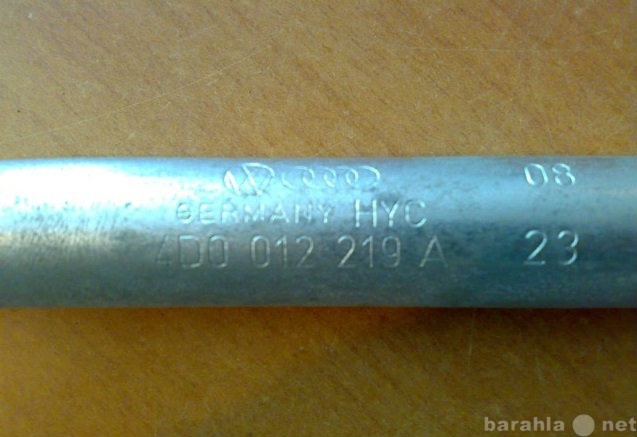 08
GERMANY HYC
4D0 012 219 A
23
barahla net